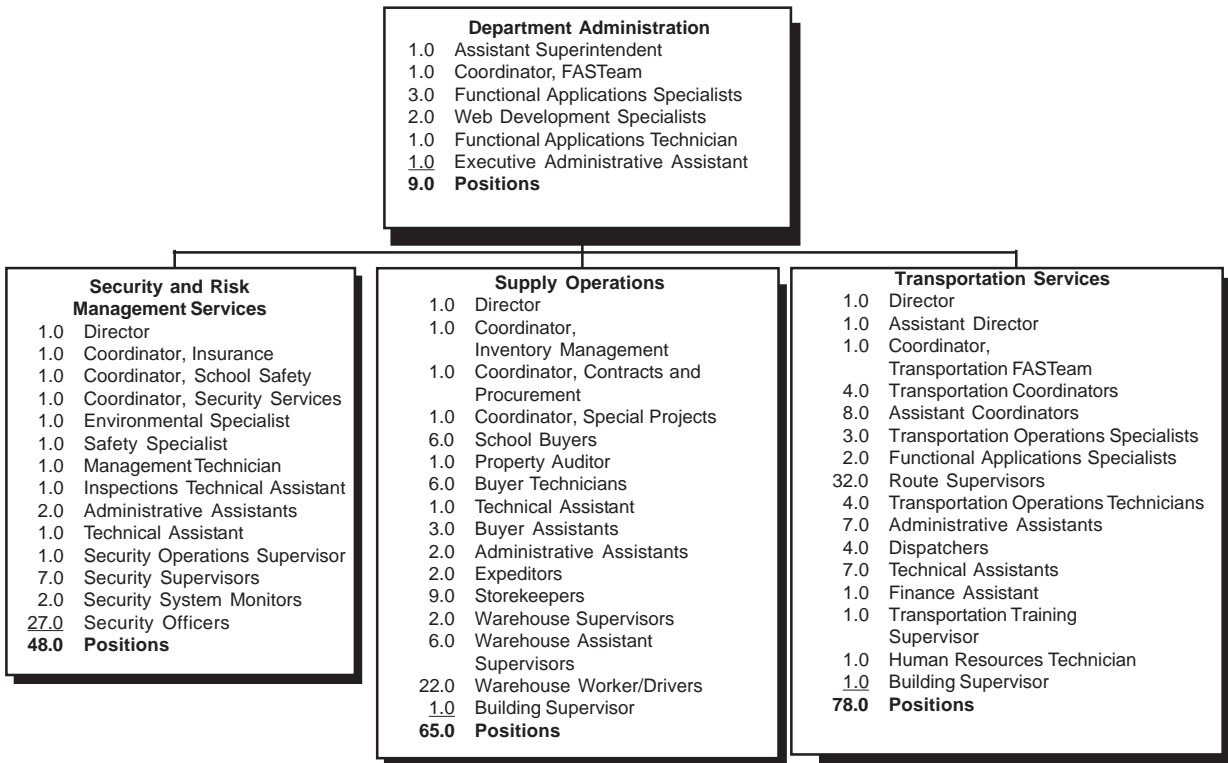 Department Administration
1.0 Assistant Superintendent
1.0 Coordinator, FASTeam
3.0 Functional Applications Specialists
2.0 Web Development Specialists
1.0 Functional Applications Technician
1.0 Executive Administrative Assistant
9.0 Positions
Security and Risk
Management Services
1.0 Director
1.0 Coordinator, Insurance
1.0 Coordinator, School Safety
1.0 Coordinator, Security Services
1.0 Environmental Specialist
1.0 Safety Specialist
1.0 Management Technician
1.0 Inspections Technical Assistant
2.0 Administrative Assistants
1.0 Technical Assistant
1.0 Security Operations Supervisor
7.0 Security Supervisors
2.0 Security System Monitors
27.0 Security Officers
48.0 Positions
Supply Operations
1.0 Director
1.0 Coordinator,
Inventory Management
1.0 Coordinator, Contracts and
Procurement
1.0 Coordinator, Special Projects
6.0 School Buyers
1.0 Property Auditor
6.0 Buyer Technicians
1.0 Technical Assistant
3.0 Buyer Assistants
2.0 Administrative Assistants
2.0 Expeditors
9.0 Storekeepers
2.0 Warehouse Supervisors
6.0 Warehouse Assistant
Supervisors
22.0 Warehouse Worker/Drivers
1.0 Building Supervisor
65.0 Positions
Transportation Services
1.0 Director
1.0 Assistant Director
1.0 Coordinator,
Transportation FASTeam
4.0 Transportation Coordinators
8.0 Assistant Coordinators
3.0 Transportation Operations Specialists
2.0 Functional Applications Specialists
32.0 Route Supervisors
4.0 Transportation Operations Technicians
7.0 Administrative Assistants
4.0 Dispatchers
7.0 Technical Assistants
1.0 Finance Assistant
1.0 Transportation Training
Supervisor
1.0 Human Resources Technician
1.0 Building Supervisor
78.0 Positions